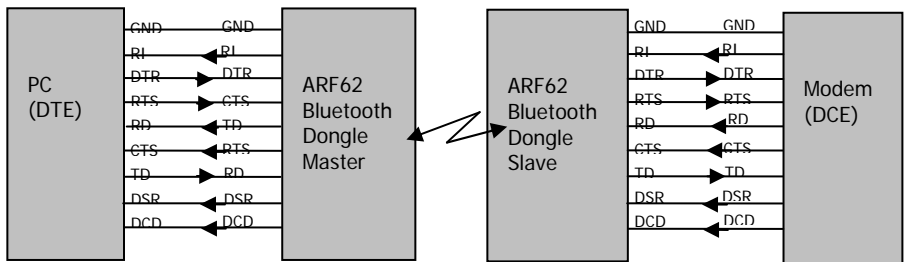 PC
(DTE)
GND GND
RI RI
DTR DTR
RTS CTS
RD TD
CTS RTS
TD RD
DSR DSR
DCD DCD
ARF62
Bluetooth
Dongle
Master
ARF62
Bluetooth
Dongle
Slave
GND GND
RI RI
DTR DTR
RTS RTS
RD RD
CTS CTS
TD TD
DSR DSR
DCD DCD
Modem
(DCE)